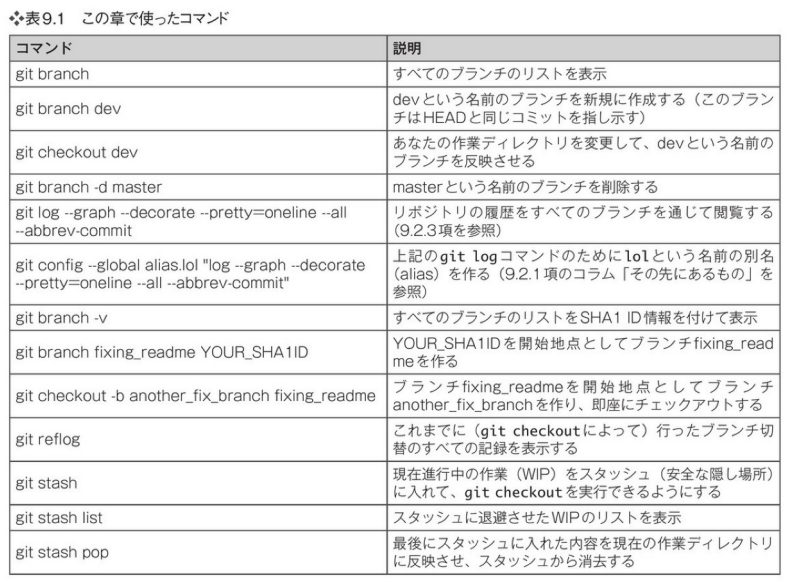 ❖表9.1　この章で使ったコマンド
コマンド
説明
git branch
すべてのブランチのリストを表示
git branch dev
devという名前のブランチを新規に作成する（このブラン
チはHEADと同じコミットを指し示す）
git checkout dev
あなたの作業ディレクトリを変更して、devという名前の
ブランチを反映させる
git branch -d master
masterという名前のブランチを削除する
git log --graph --decorate --pretty=oneline --all
--abbrev-commit
リポジトリの履歴をすべてのブランチを通じて閲覧する
（9.2.3項を参照）
git config --global alias.lol "log --graph --decorate
--pretty=oneline --all --abbrev-commit"
上記のgit logコマンドのためにlolという名前の別名
（alias）を作る（9.2.1項のコラム「その先にあるもの」を
参照）
git branch -v
すべてのブランチのリストをSHA1 ID情報を付けて表示
git branch fixing_readme YOUR_SHA1ID
YOUR_SHA1IDを開始地点としてブランチfixing_read
meを作る
git checkout -b another_fix_branch fixing_readme
ブランチfixing_readmeを開始地点としてブランチ
another_fix_branchを作り、即座にチェックアウトする
git reflog
これまでに（git checkoutによって）行ったブランチ切
替のすべての記録を表示する
git stash
現在進行中の作業（WIP）をスタッシュ（安全な隠し場所）
に入れて、git checkoutを実行できるようにする
git stash list
スタッシュに退避させたWIPのリストを表示
git stash pop
最後にスタッシュに入れた内容を現在の作業ディレクトリ
に反映させ、スタッシュから消去する